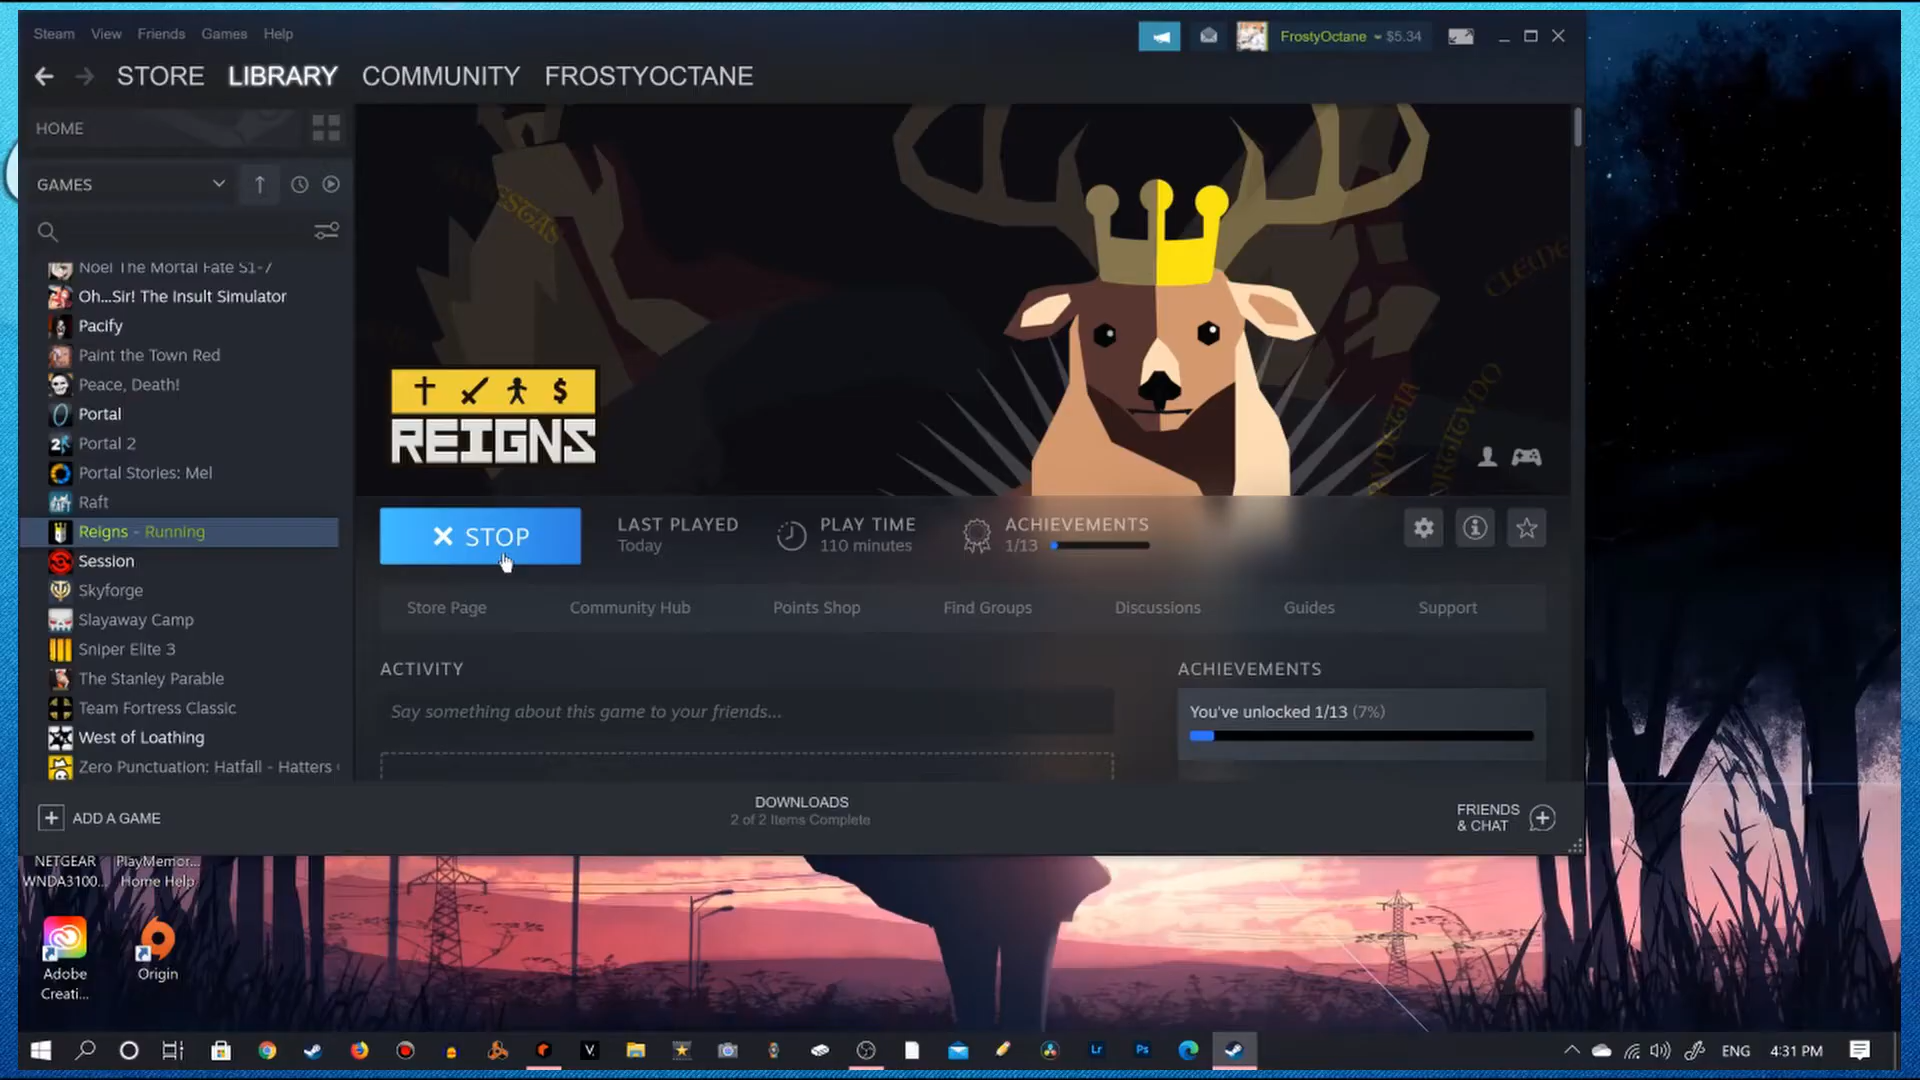 Steam View Friends Games Help
FrostyOctane $5.34
STORE LIBRARY COMMUNITY FROSTYOCTANE
HOME
GAMES
Noel The Mortal Fate S1-7
Oh...Sir! The Insult Simulator
Pacify
Paint the Town Red
Peace, Death!
Portal
Portal 2
Portal Stories: Mel
Raft
Reigns - Running
Session
Skyforge
Slayaway Camp
Sniper Elite 3
The Stanley Parable
Team Fortress Classic
West of Loathing
Zero Punctuation: Hatfall - Hatters
ADD A GAME
REIGNS
STOP
LAST PLAYED
Today
PLAY TIME
110 minutes
ACHIEVEMENTS
1/13
Store Page Community Hub Points Shop Find Groups Discussions Guides Support
ACTIVITY
Say something about this game to your friends...
ACHIEVEMENTS
You've unlocked 1/13 (7%)
DOWNLOADS
2 of 2 Items Complete
FRIENDS
& CHAT
NETGEAR
WNDA3100...
PlayMemor...
Home Help
Adobe
Creati...
Origin
V.
Lr
Ps
ENG
4:31 PM